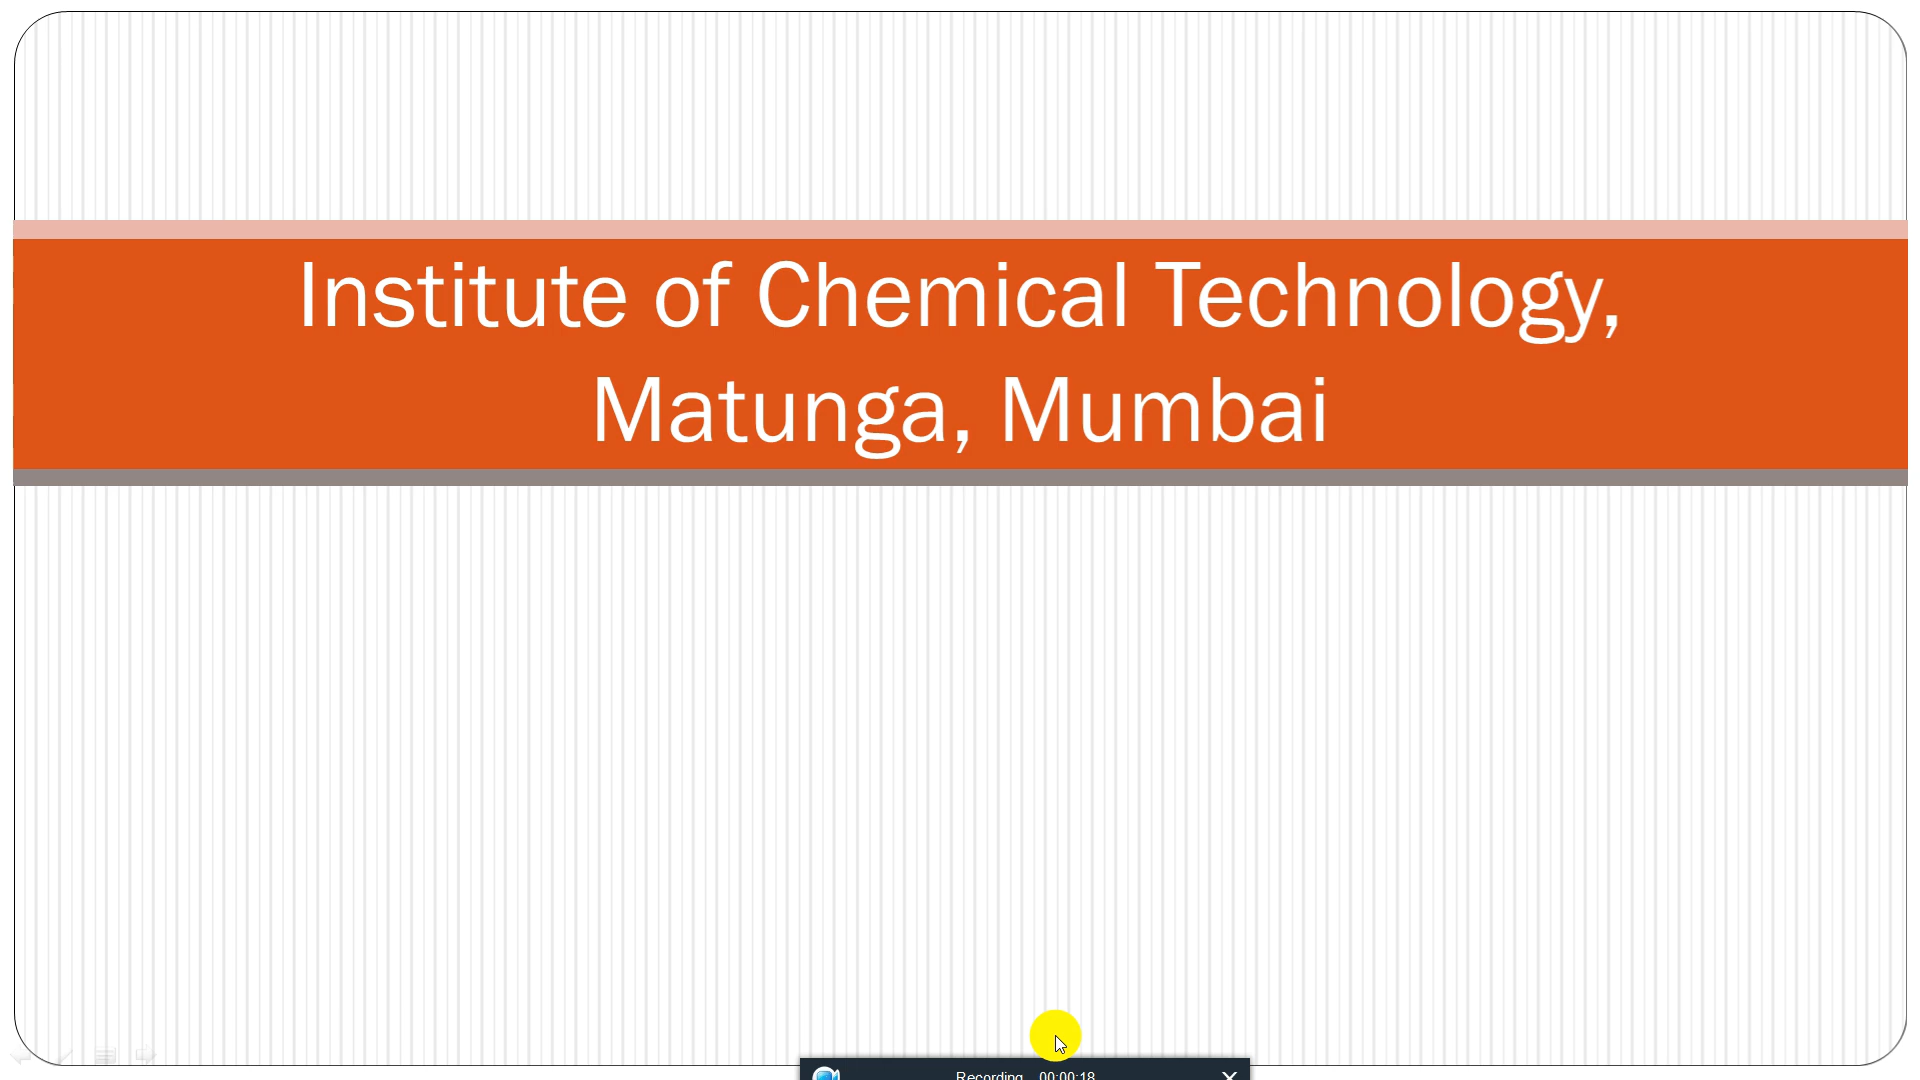 Institute of Chemical Technology,
Matunga, Mumbai
Recording 00:00:18